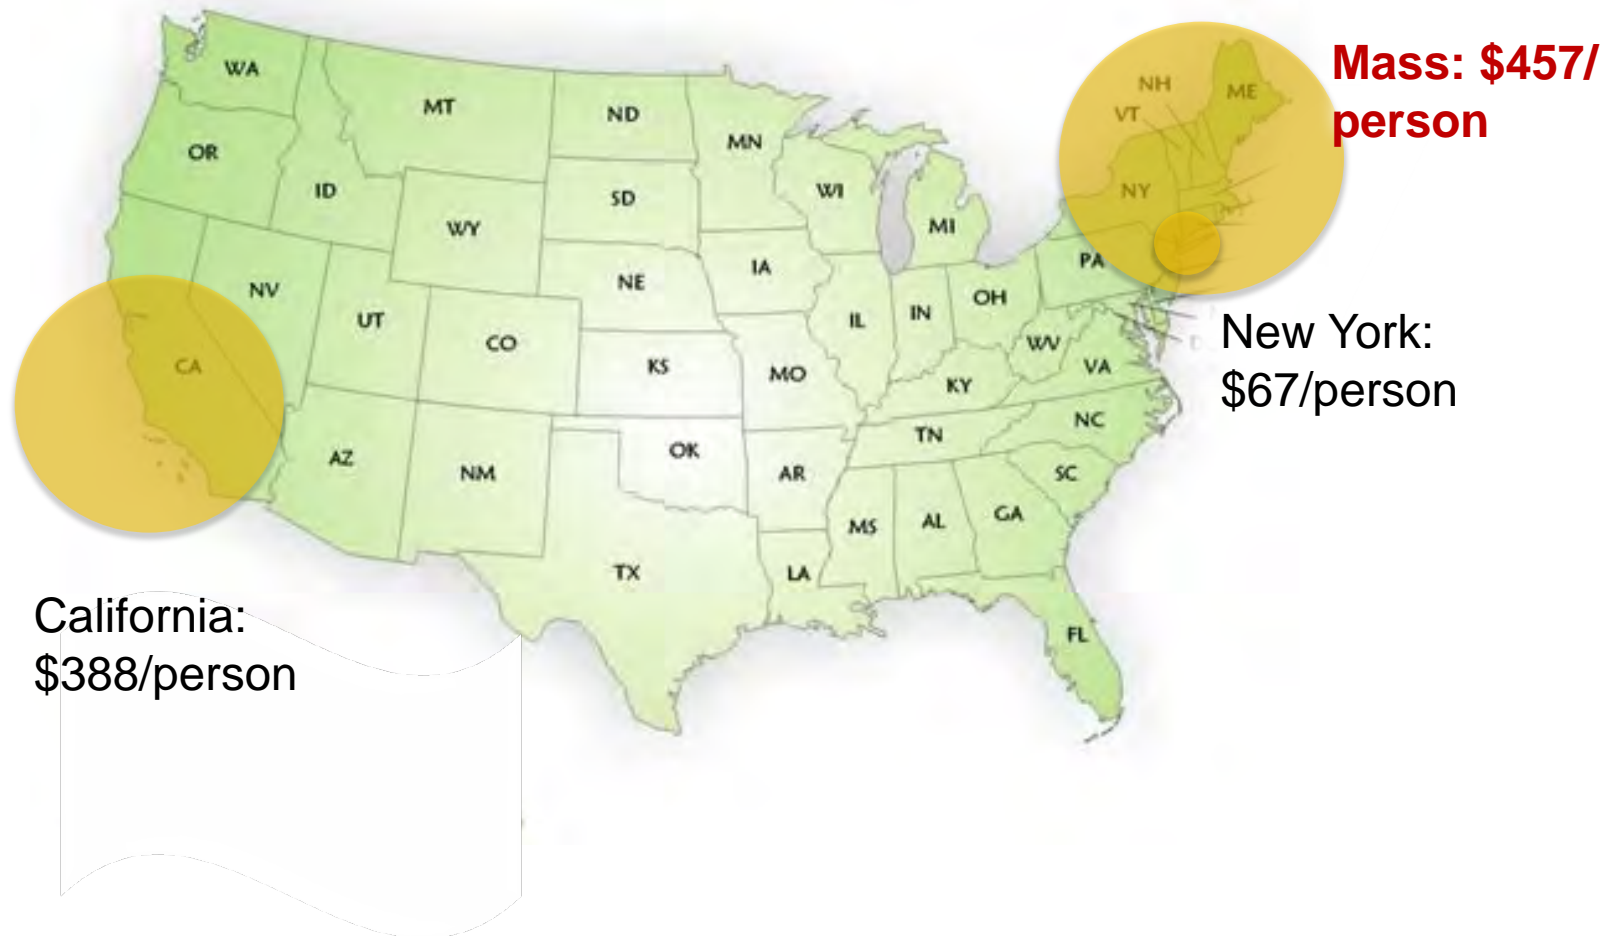 WA
MT
ND
MN
NH
ME
VT
Mass: $457/
person
OR
ID
SD
WI
NY
WY
MI
IA
PA
NV
NE
OH
UT
IL
IN
CO
WV
New York:
$67/person
CA
KS
MO
KY
VA
NC
TN
AZ
NM
OK
AR
SC
MS
AL
GA
TX
LA
California:
$388/person
FL